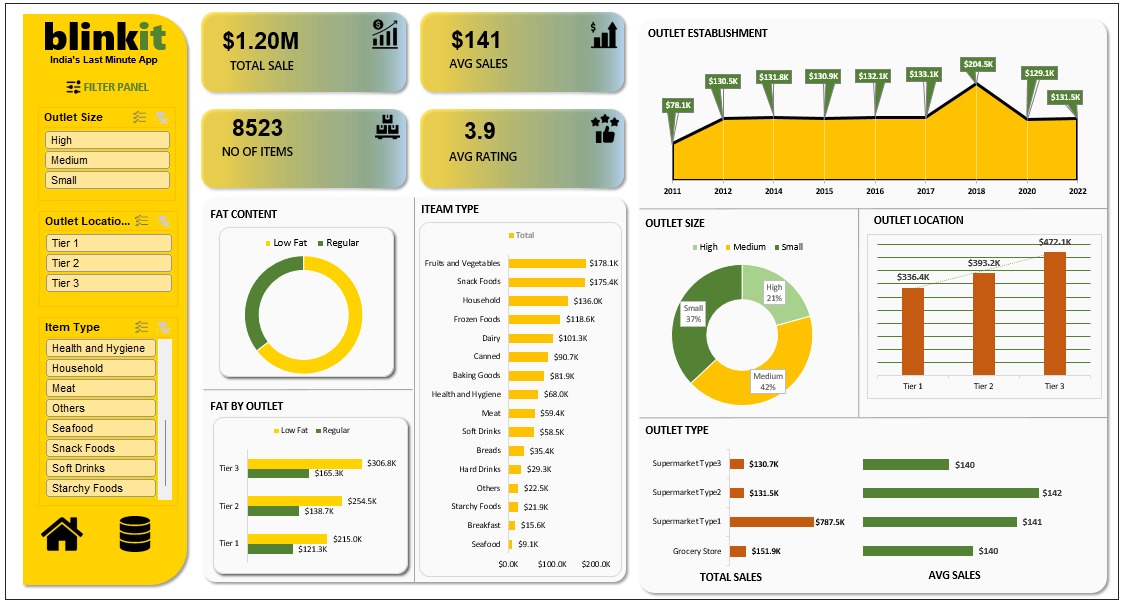 blinkit
India's Last Minute App
FILTER PANEL
Outlet Size
High
Medium
Small
Outlet Locatio...
Tier 1
Tier 2
Tier 3
Item Type
Health and Hygiene
Household
Meat
Others
Seafood
Snack Foods
Soft Drinks
Starchy Foods
$1.20M
TOTAL SALE
$141
AVG SALES
8523
NO OF ITEMS
3.9
AVG RATING
FAT CONTENT
Low Fat Regular
FAT BY OUTLET
Low Fat Regular
Tier 3 $306.8K
$165.3K
Tier 2 $254.5K
$138.7K
Tier 1 $215.0K
$121.3K
ITEAM TYPE
Total
Fruits and Vegetables $178.1K
Snack Foods $175.4K
Household $136.0K
Frozen Foods $118.6K
Dairy $101.3K
Canned $90.7K
Baking Goods $81.9K
Health and Hygiene $68.0K
Meat $59.4K
Soft Drinks $58.5K
Breads $35.4K
Hard Drinks $29.3K
Others $22.5K
Starchy Foods $21.9K
Breakfast $15.6K
Seafood $9.1K
$0.0K $100.0K $200.0K
OUTLET ESTABLISHMENT
$78.1K $130.5K $131.8K $130.9K $132.1K $133.1K $204.5K $129.1K $131.5K
2011 2012 2014 2015 2016 2017 2018 2020 2022
OUTLET SIZE
High Medium Small
High
21%
Small
37%
Medium
42%
OUTLET LOCATION
$336.4K $393.2K $472.1K
Tier 1 Tier 2 Tier 3
OUTLET TYPE
Supermarket Type3 $130.7K $140
Supermarket Type2 $131.5K $142
Supermarket Type1 $787.5K $141
Grocery Store $151.9K $140
TOTAL SALES AVG SALES